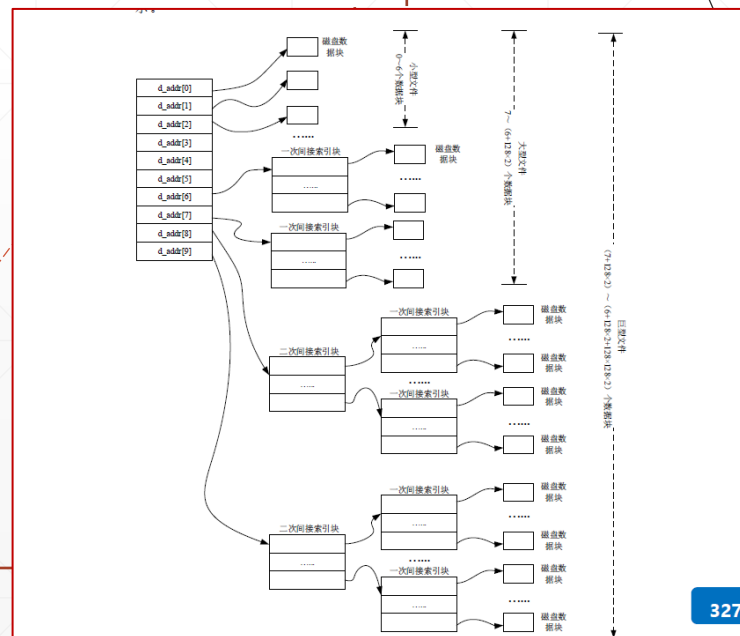 磁盘数
据块
d_addr[0]
d_addr[1]
d_addr[2]
d_addr[3]
d_addr[4]
d_addr[5]
d_addr[6]
d_addr[7]
d_addr[8]
d_addr[9]
……
小型文件
0～6个数据块
大型文件
7～（6+128×2）个数据块
巨型文件
（7+128×2）～（6+128×2+128×128×2）个数据块
一次间接索引块
……
磁盘数
据块
……
一次间接索引块
……
……
二次间接索引块
……
一次间接索引块
……
磁盘数
据块
……
磁盘数
据块
……
一次间接索引块
……
磁盘数
据块
……
磁盘数
据块
二次间接索引块
……
一次间接索引块
……
磁盘数
据块
……
磁盘数
据块
……
一次间接索引块
……
磁盘数
据块
……
磁盘数
据块
327